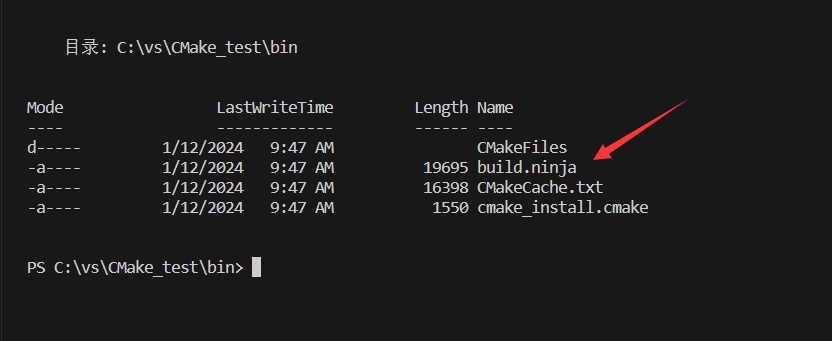 目录: C:\vs\CMake_test\bin
Mode LastWriteTime Length Name
---- ------------- ------ ----
d----- 1/12/2024 9:47 AM CMakeFiles
-a---- 1/12/2024 9:47 AM 19695 build.ninja
-a---- 1/12/2024 9:47 AM 16398 CMakeCache.txt
-a---- 1/12/2024 9:47 AM 1550 cmake_install.cmake
PS C:\vs\CMake_test\bin>